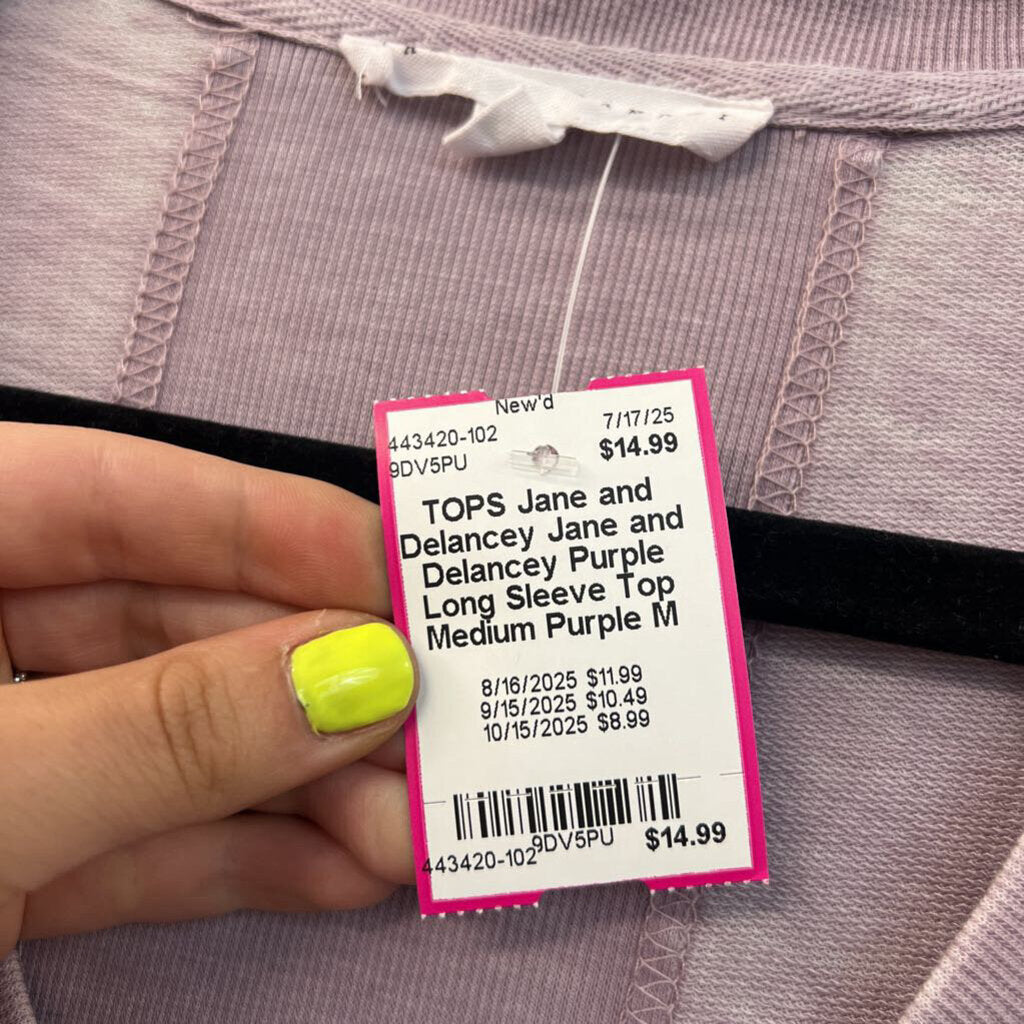 New'd
443420-102
7/17/25
9DV5PU
$14.99
TOPS Jane and
Delancey Jane and
Delancey Purple
Long Sleeve Top
Medium Purple M
8/16/2025 $11.99
9/15/2025 $10.49
10/15/2025 $8.99
9DV5PU
443420-102
$14.99